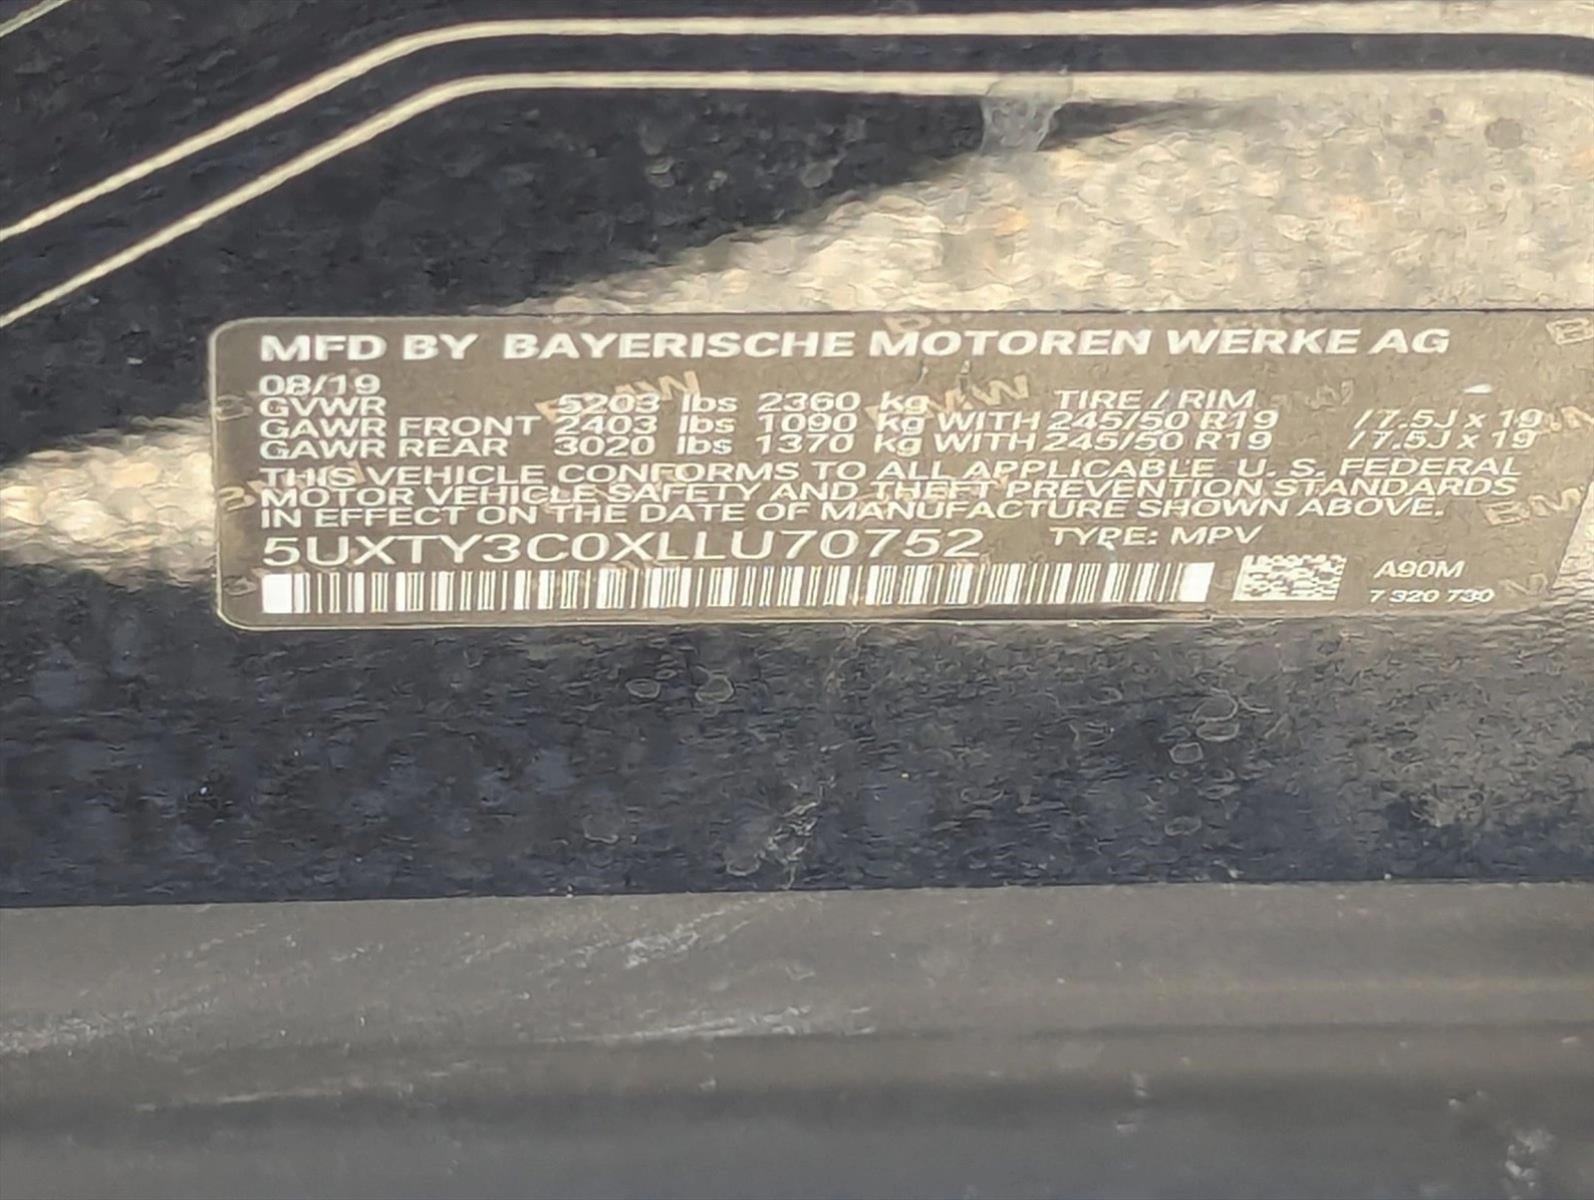 MFD BY BAYERISCHE MOTOREN WERKE AG
08/19
GVWR 5203 lbs 2360 kg TIRE / RIM
GAWR FRONT 2403 lbs 1090 kg WITH 245/50 R19 / 7.5J x 19
GAWR REAR 3020 lbs 1370 kg WITH 245/50 R19 / 7.5J x 19
THIS VEHICLE CONFORMS TO ALL APPLICABLE U. S. FEDERAL
MOTOR VEHICLE SAFETY AND THEFT PREVENTION STANDARDS
IN EFFECT ON THE DATE OF MANUFACTURE SHOWN ABOVE.
5UXTY3C0XLLU70752 TYPE: MPV
A90M
7 320 730